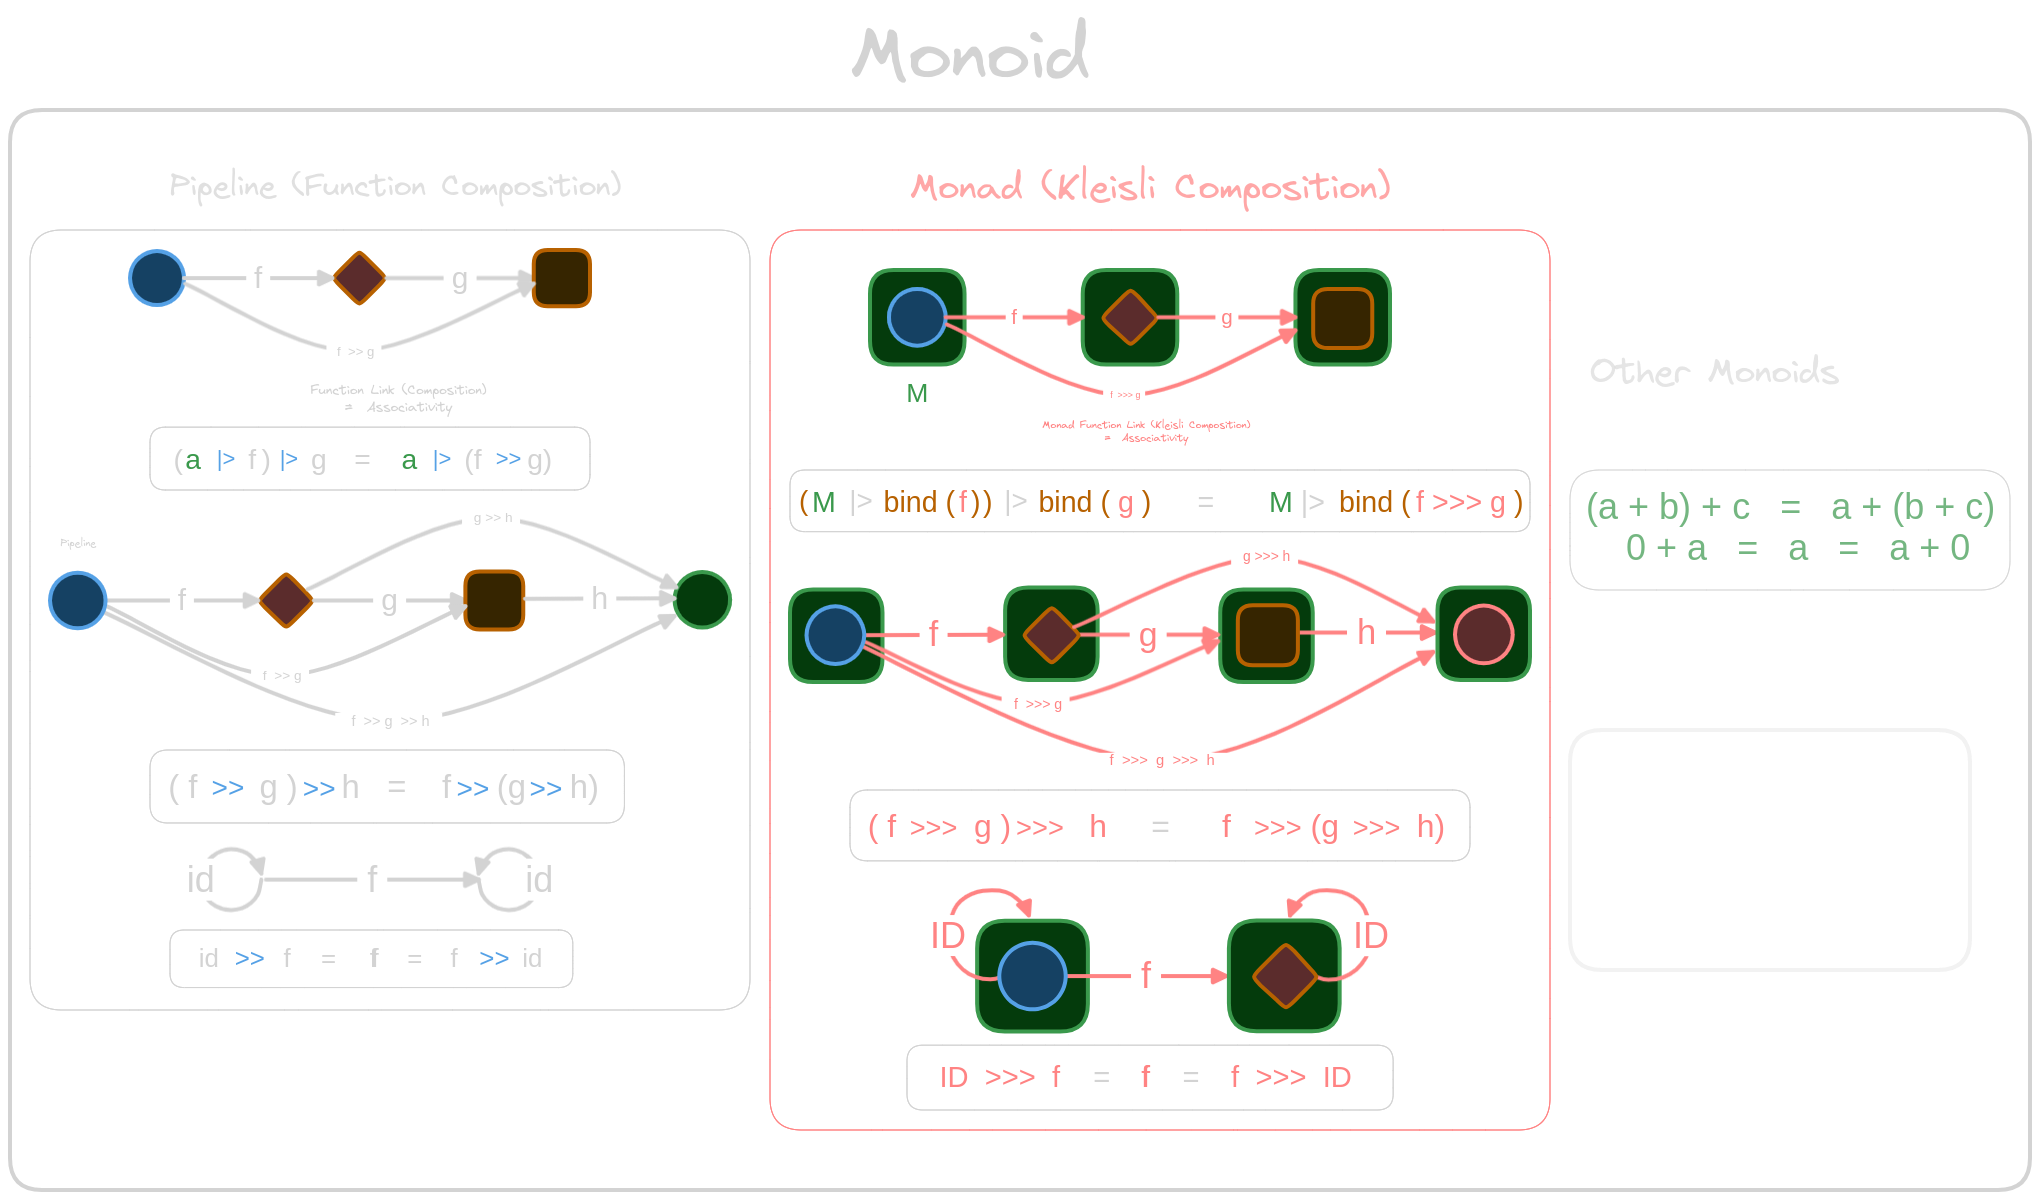 Monoid
Pipeline (Function Composition)
f
g
f >> g
Function Link (Composition)
= Associativity
(a |> f) |> g = a |> (f >> g)
g >> h
Pipeline
f
g
h
f >> g
f >> g >> h
( f >> g ) >> h = f >> (g >> h)
id
f
id
id >> f = f = f >> id
Monad (Kleisli Composition)
f
g
M
f >>> g
Monad Function Link (Kleisli Composition)
= Associativity
(M |> bind (f)) |> bind ( g ) = M |> bind (f >>> g )
g >>> h
f
g
h
f >>> g
f >>> g >>> h
( f >>> g ) >>> h = f >>> (g >>> h)
ID
ID
f
ID >>> f = f = f >>> ID
Other Monoids
(a + b) + c = a + (b + c)
0 + a = a = a + 0